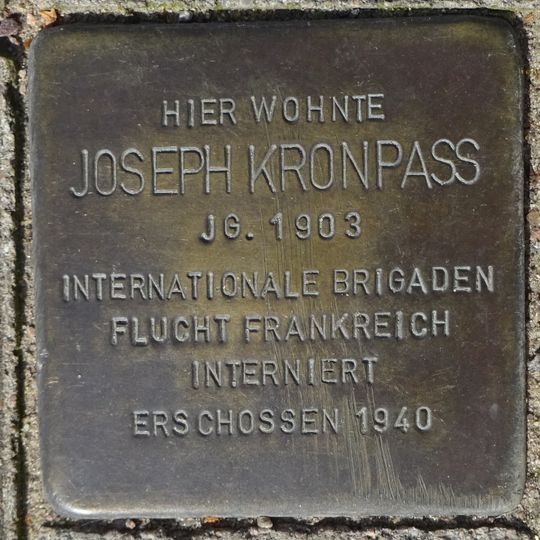 HIER WOHNTE
JOSEPH KRONPASS
JG. 1903
INTERNATIONALE BRIGADEN
FLUCHT FRANKREICH
INTERNIERT
ERSCHOSSEN 1940